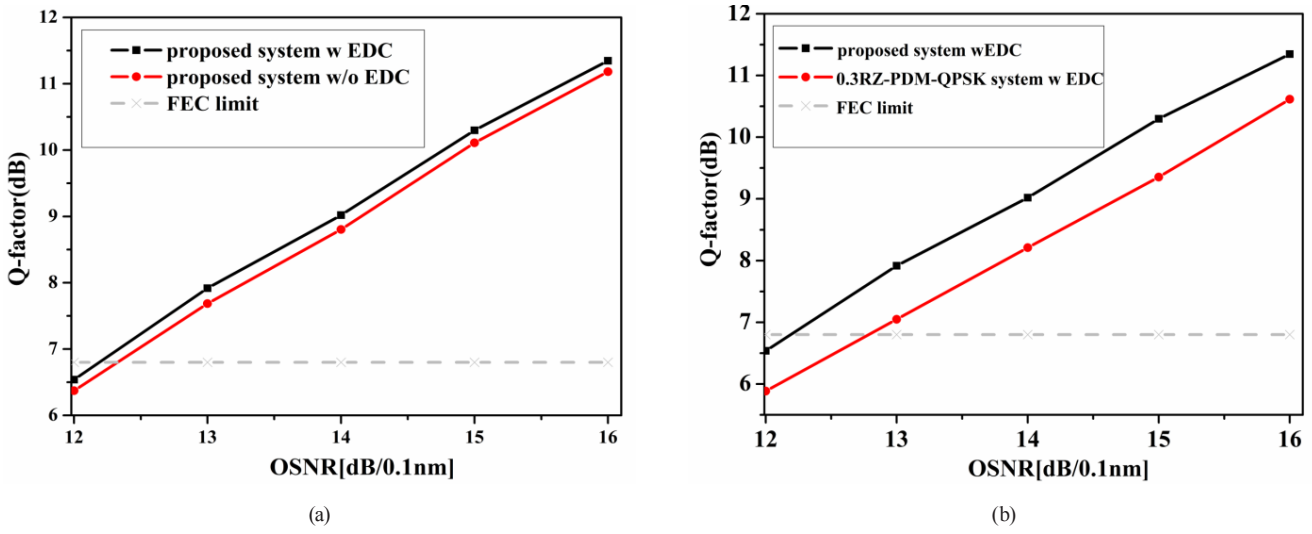 12
11
10
9
8
7
6
Q-factor(dB)
proposed system w EDC
proposed system w/o EDC
FEC limit
12 13 14 15 16
OSNR[dB/0.1nm]
(a)
12
11
10
9
8
7
6
Q-factor(dB)
proposed system wEDC
0.3RZ-PDM-QPSK system w EDC
FEC limit
12 13 14 15 16
OSNR[dB/0.1nm]
(b)